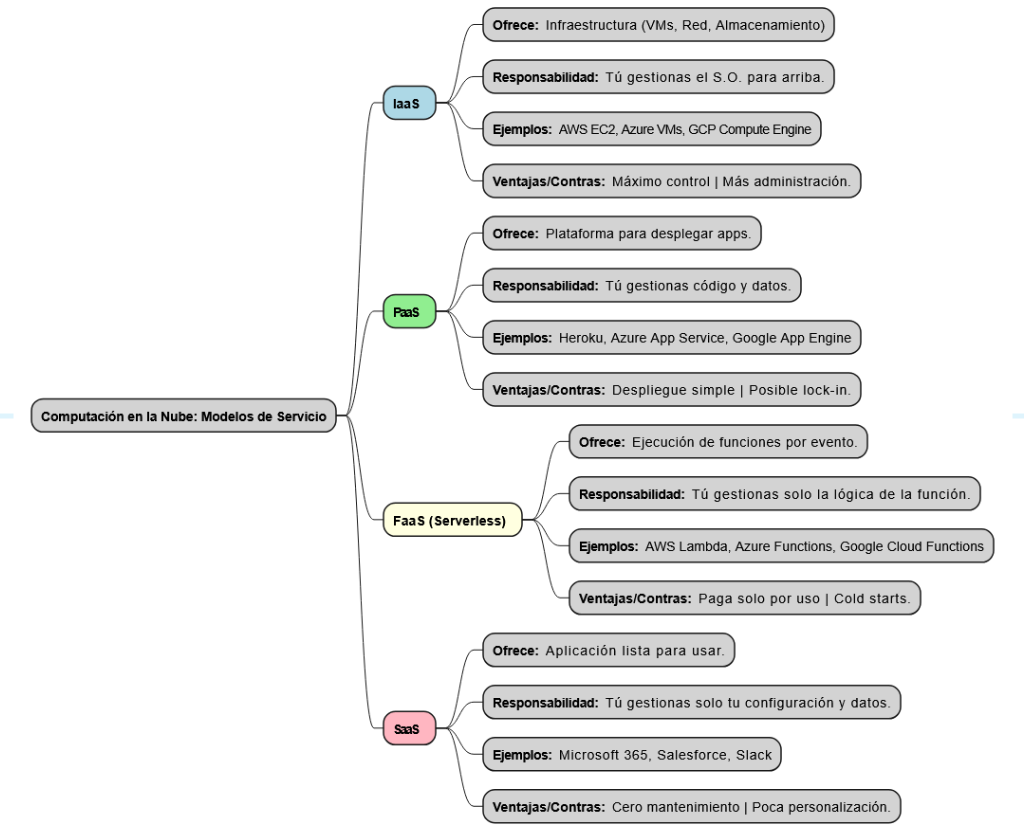 Computación en la Nube: Modelos de Servicio
IaaS
Ofrece: Infraestructura (VMs, Red, Almacenamiento)
Responsabilidad: Tú gestionas el S.O. para arriba.
Ejemplos: AWS EC2, Azure VMs, GCP Compute Engine
Ventajas/Contras: Máximo control | Más administración.
PaaS
Ofrece: Plataforma para desplegar apps.
Responsabilidad: Tú gestionas código y datos.
Ejemplos: Heroku, Azure App Service, Google App Engine
Ventajas/Contras: Despliegue simple | Posible lock-in.
FaaS (Serverless)
Ofrece: Ejecución de funciones por evento.
Responsabilidad: Tú gestionas solo la lógica de la función.
Ejemplos: AWS Lambda, Azure Functions, Google Cloud Functions
Ventajas/Contras: Paga solo por uso | Cold starts.
SaaS
Ofrece: Aplicación lista para usar.
Responsabilidad: Tú gestionas solo tu configuración y datos.
Ejemplos: Microsoft 365, Salesforce, Slack
Ventajas/Contras: Cero mantenimiento | Poca personalización.